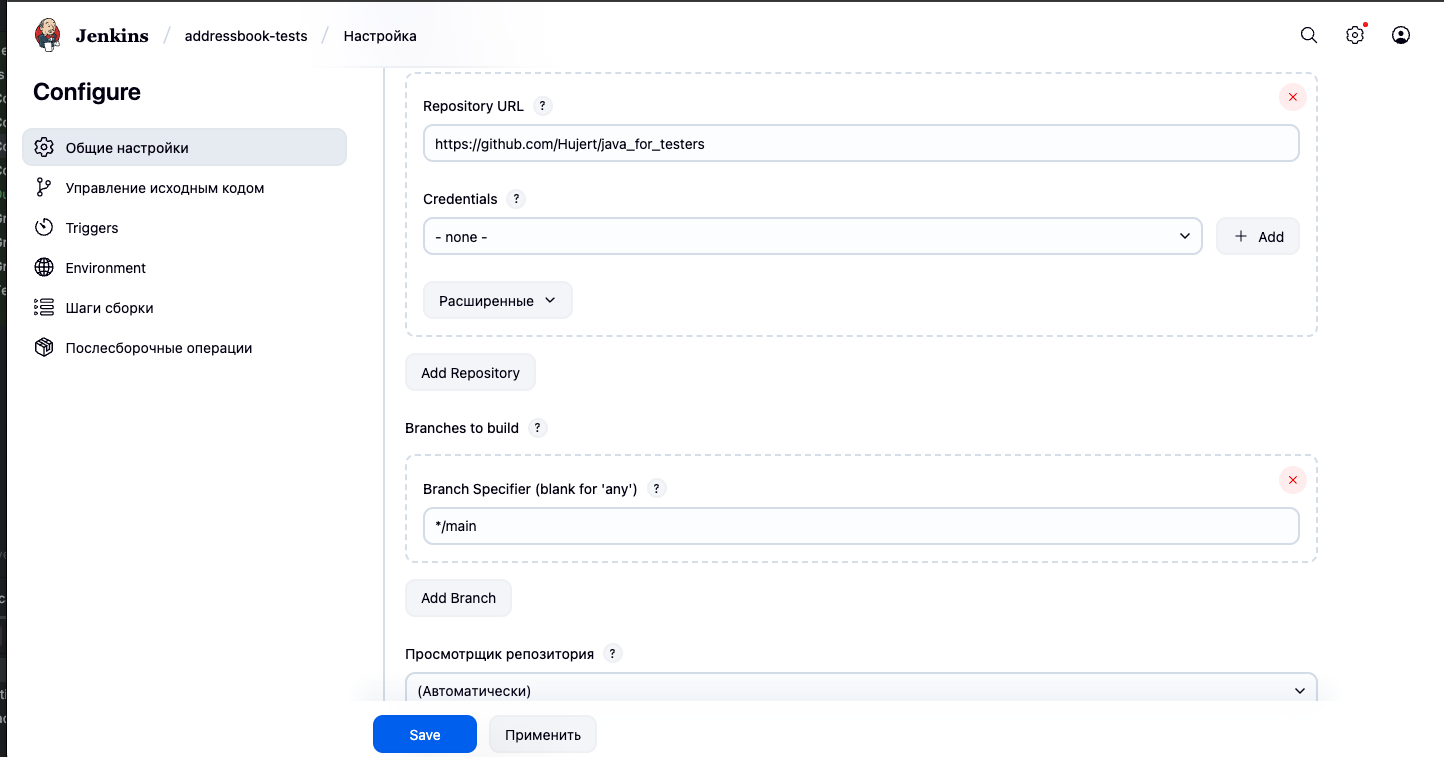 Jenkins / addressbook-tests / Настройка
Configure
Общие настройки
Управление исходным кодом
Triggers
Environment
Шаги сборки
Послесборочные операции
Repository URL ?
https://github.com/Hujert/java_for_testers
Credentials ?
- none -
Add
Расширенные
Add Repository
Branches to build ?
Branch Specifier (blank for 'any') ?
*/main
Add Branch
Просмотрщик репозитория ?
(Автоматически)
Save
Применить